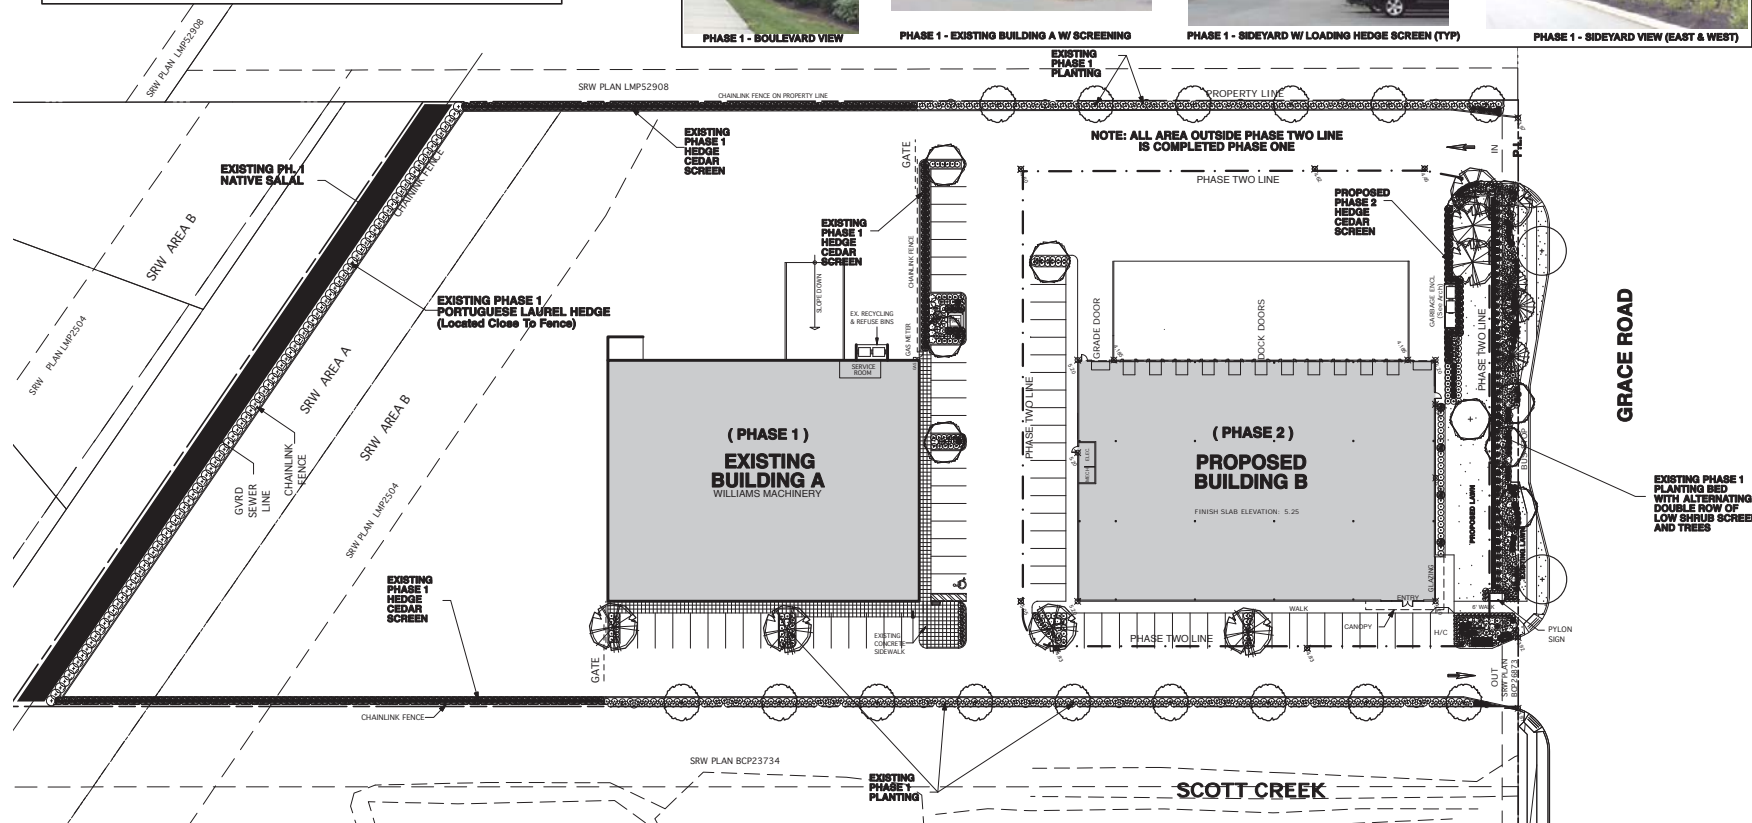 PHASE 1 - BOULEVARD VIEW
PHASE 1 - EXISTING BUILDING A W/ SCREENING
PHASE 1 - SIDEYARD W/ LOADING HEDGE SCREEN (TYP)
PHASE 1 - SIDEYARD VIEW (EAST & WEST)
SRW PLAN LMP52908
SRW PLAN LMP52908
CHAINLINK FENCE ON PROPERTY LINE
EXISTING
PHASE 1
PLANTING
PROPERTY LINE
NOTE: ALL AREA OUTSIDE PHASE TWO LINE
IS COMPLETED PHASE ONE
IN
P.L.
EXISTING
PHASE 1
HEDGE
CEDAR
SCREEN
GATE
EXISTING PH. 1
NATIVE SALAL
CHAINLINK FENCE
PHASE TWO LINE
PROPOSED
PHASE 2
HEDGE
CEDAR
SCREEN
EXISTING
PHASE 1
HEDGE
CEDAR
SCREEN
CHAINLINK FENCE
SRW AREA B
SLOPE DOWN
EXISTING PHASE 1
PORTUGUESE LAUREL HEDGE
(Located Close To Fence)
EX. RECYCLING
& REFUSE BINS
GAS METER
SERVICE
ROOM
GRADE DOOR
DOCK DOORS
GARBAGE ENCL
(See Arch)
PHASE TWO LINE
GRACE ROAD
SRW PLAN LMP2504
SRW AREA A
SRW AREA B
PHASE TWO LINE
( PHASE 1 )
EXISTING
BUILDING A
WILLIAMS MACHINERY
( PHASE 2 )
PROPOSED
BUILDING B
FINISH SLAB ELEVATION: 5.25
MECH
ELEC
GVRD
SEWER
LINE
CHAINLINK
FENCE
SRW PLAN LMP2504
PROPOSED LAWN
EXISTING LAWN
EXISTING PHASE 1
PLANTING BED
WITH ALTERNATING
DOUBLE ROW OF
LOW SHRUB SCREEN
AND TREES
EXISTING
PHASE 1
HEDGE
CEDAR
SCREEN
GLAZING
ENTRY
WALK
6' WALK
CANOPY
H/C
PYLON
SIGN
EXISTING
CONCRETE
SIDEWALK
PHASE TWO LINE
GATE
OUT
SRW PLAN
BCP26873
CHAINLINK FENCE
SRW PLAN BCP23734
EXISTING
PHASE 1
PLANTING
SCOTT CREEK